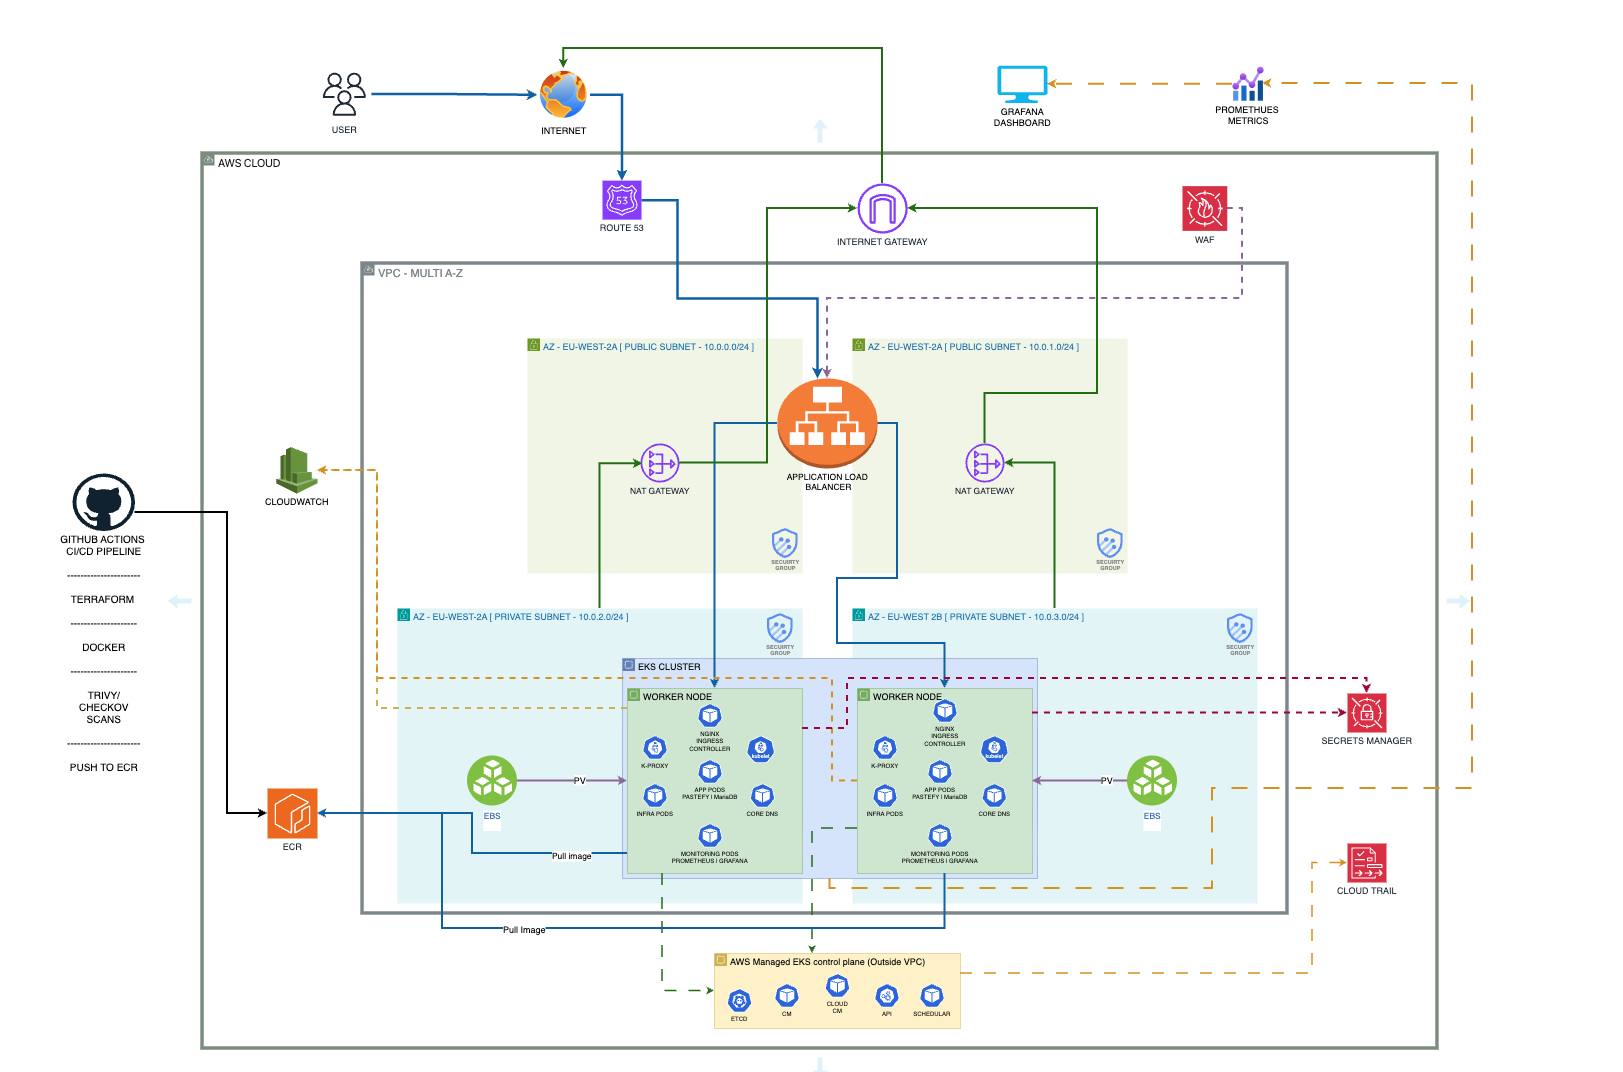 USER
INTERNET
GRAFANA
DASHBOARD
PROMETHUES
METRICS
AWS CLOUD
53
ROUTE 53
INTERNET GATEWAY
WAF
VPC - MULTI A-Z
AZ - EU-WEST-2A [ PUBLIC SUBNET - 10.0.0.0/24 ]
AZ - EU-WEST-2A [ PUBLIC SUBNET - 10.0.1.0/24 ]
APPLICATION LOAD
BALANCER
NAT GATEWAY
NAT GATEWAY
SECUIRTY
GROUP
SECUIRTY
GROUP
CLOUDWATCH
GITHUB ACTIONS
CI/CD PIPELINE
----------------------
TERRAFORM
--------------------
DOCKER
--------------------
TRIVY/
CHECKOV
SCANS
----------------------
PUSH TO ECR
ECR
AZ - EU-WEST-2A [ PRIVATE SUBNET - 10.0.2.0/24 ]
SECUIRTY
GROUP
AZ - EU-WEST 2B [ PRIVATE SUBNET - 10.0.3.0/24 ]
SECUIRTY
GROUP
EKS CLUSTER
WORKER NODE
NGINX
INGRESS
CONTROLLER
K-PROXY
kubelet
APP PODS
PASTEFY | MariaDB
INFRA PODS
CORE DNS
MONITORING PODS
PROMETHEUS | GRAFANA
WORKER NODE
NGINX
INGRESS
CONTROLLER
K-PROXY
kubelet
APP PODS
PASTEFY | MariaDB
INFRA PODS
CORE DNS
MONITORING PODS
PROMETHEUS | GRAFANA
EBS
PV
PV
EBS
Pull image
Pull Image
SECRETS MANAGER
CLOUD TRAIL
AWS Managed EKS control plane (Outside VPC)
ETCD
CM
CLOUD
CM
API
SCHEDULAR